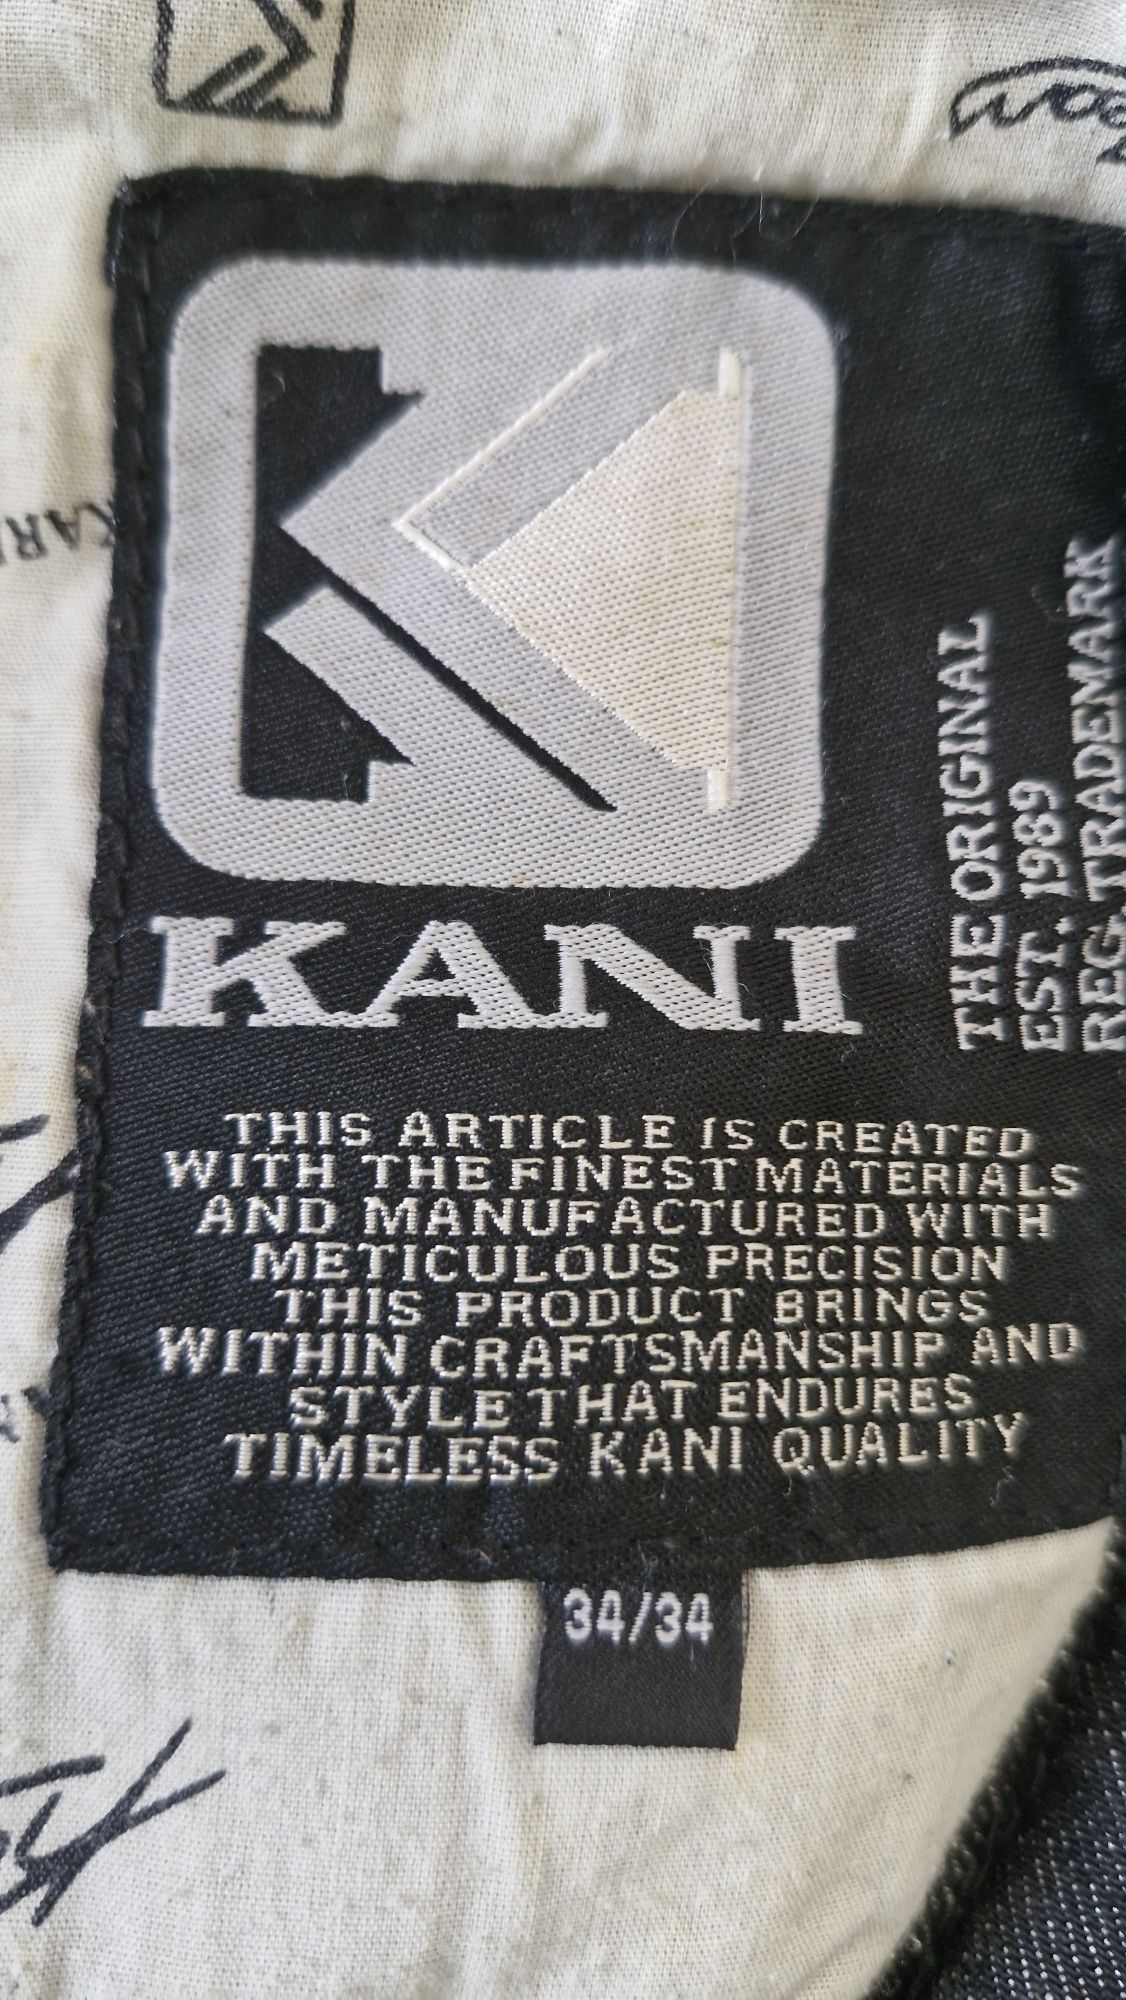 KANI
THE ORIGINAL
EST. 1989
REG. TRADEMARK
THIS ARTICLE IS CREATED
WITH THE FINEST MATERIALS
AND MANUFACTURED WITH
METICULOUS PRECISION
THIS PRODUCT BRINGS
WITHIN CRAFTSMANSHIP AND
STYLE THAT ENDURES
TIMELESS KANI QUALITY
34/34